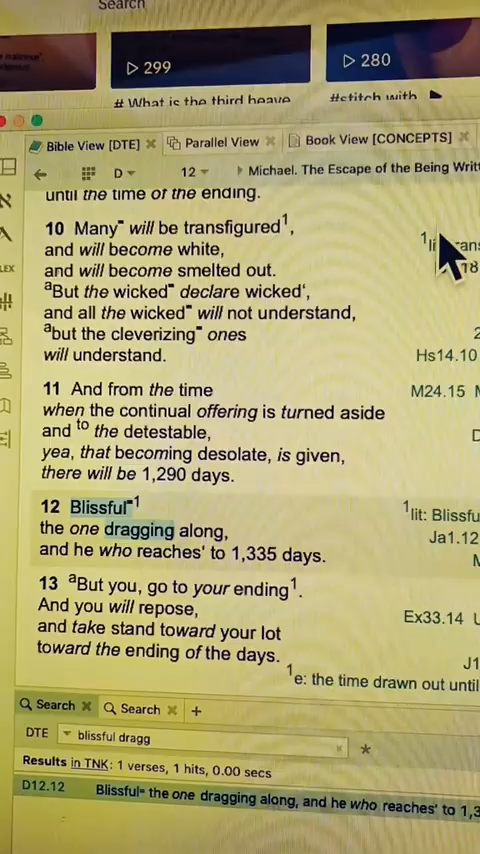 Search
▷ 299
▷ 280
# What is the third heave
#stitch with
Bible View [DTE] ×
Parallel View ×
Book View [CONCEPTS] ×
D
12
Michael. The Escape of the Being Writt
until the time of the ending.
10 Many⁼ will be transfigured¹,
and will become white,
and will become smelted out.
ᵃBut the wicked⁼ declare wicked‘,
and all the wicked⁼ will not understand,
ᵃbut the cleverizing⁼ ones
will understand.
Hs14.10
11 And from the time
M24.15
when the continual offering is turned aside
and ᵗᵒ the detestable,
yea, that becoming desolate, is given,
there will be 1,290 days.
12 Blissful⁼¹
¹lit: Blissfu
the one dragging along,
Ja1.12
and he who reaches' to 1,335 days.
13 ᵃBut you, go to your ending¹.
And you will repose,
Ex33.14
and take stand toward your lot
toward the ending of the days.
J1
¹e: the time drawn out until
Search ×
Search ×
+
DTE
blissful dragg
×
*
Results in TNK: 1 verses, 1 hits, 0.00 secs
D12.12 Blissful⁼ the one dragging along, and he who reaches' to 1,3